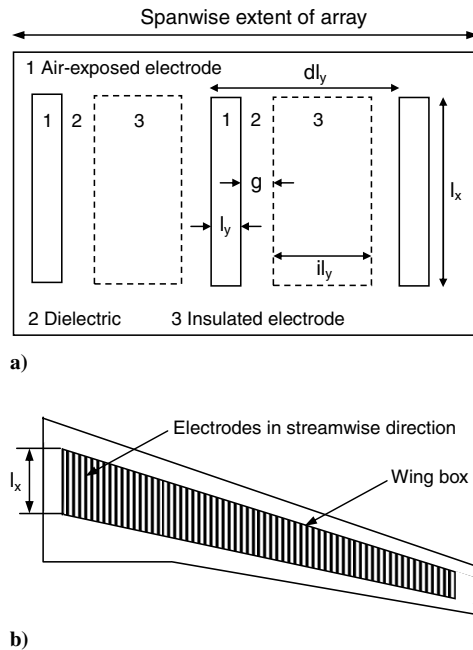 Spanwise extent of array
1 Air-exposed electrode
dl_y
1 2 3 1 2 3
g
l_x
l_y
il_y
2 Dielectric 3 Insulated electrode
a)
Electrodes in streamwise direction
l_x
Wing box
b)